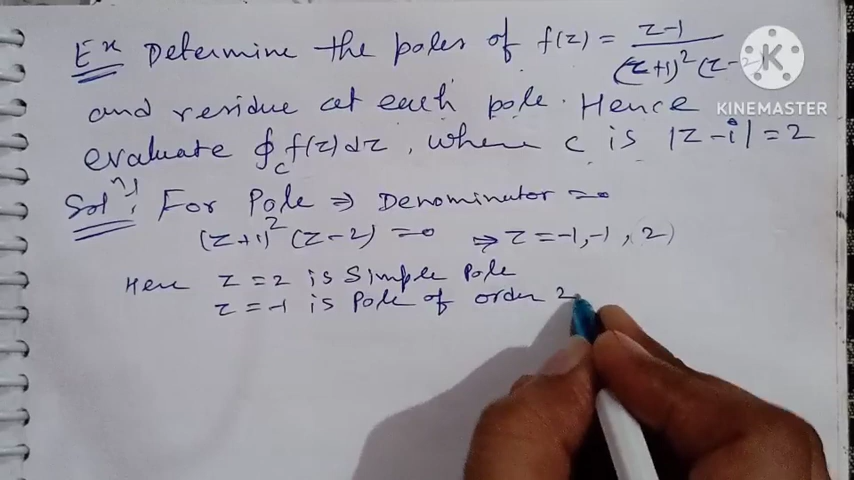 Ex Determine the poles of f(z) = z-1
(z+1)² (z-2)
and residue at each pole. Hence
KINEMASTER
evaluate ∮c f(z) dz, where c is |z-i| = 2
Solⁿ: For Pole ⇒ Denominator = 0
(z+1)² (z-2) = 0 ⇒ z = -1, -1, (2)
Here z = 2 is Simple Pole
z = -1 is Pole of order 2